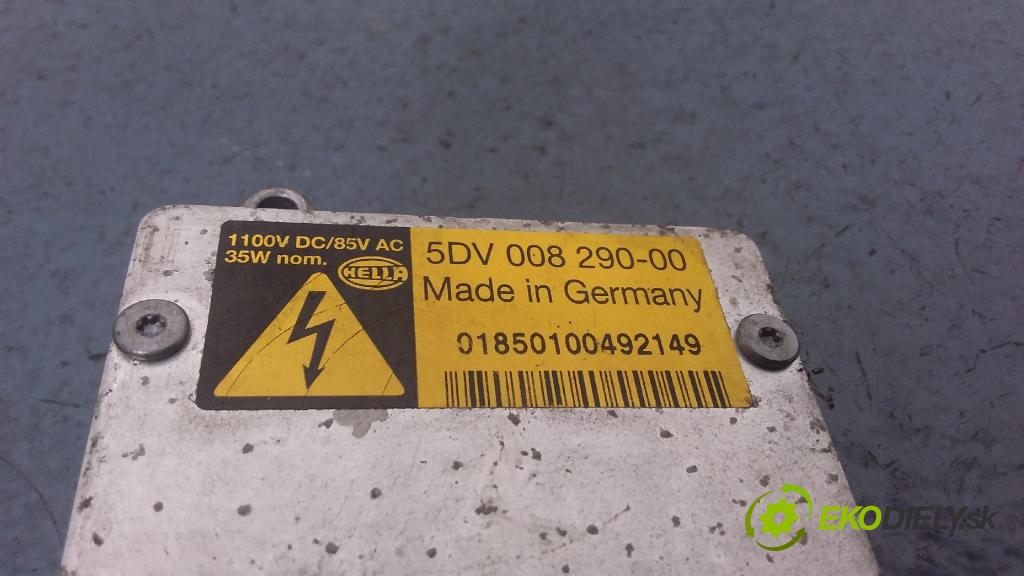 1100V DC/85V AC
35W nom.
HELLA
5DV 008 290-00
Made in Germany
01850100492149
EKODIELY.sk